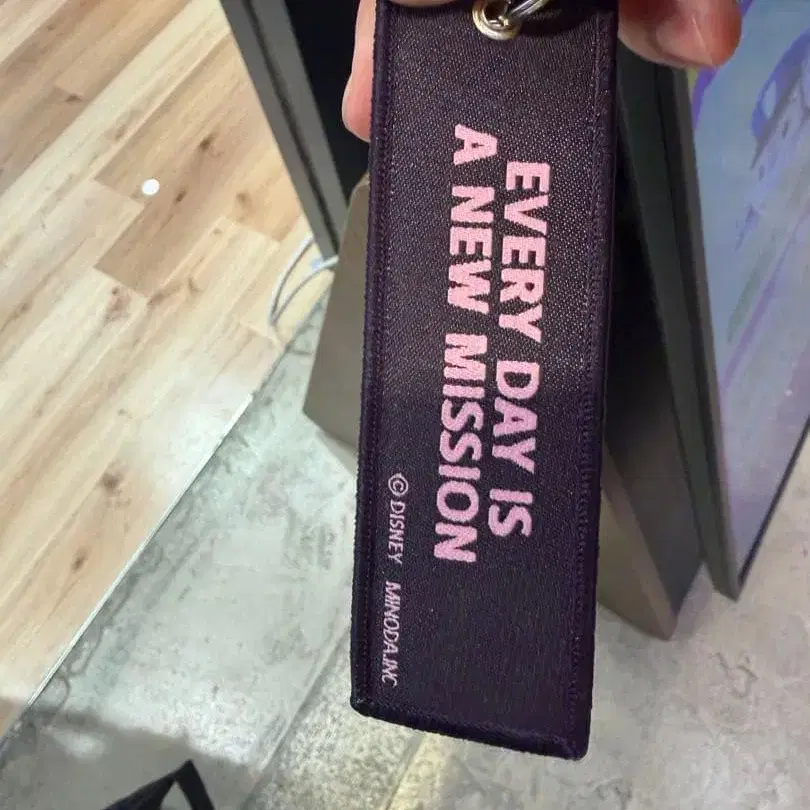 EVERY DAY IS
A NEW MISSION
© DISNEY MINODA.INC